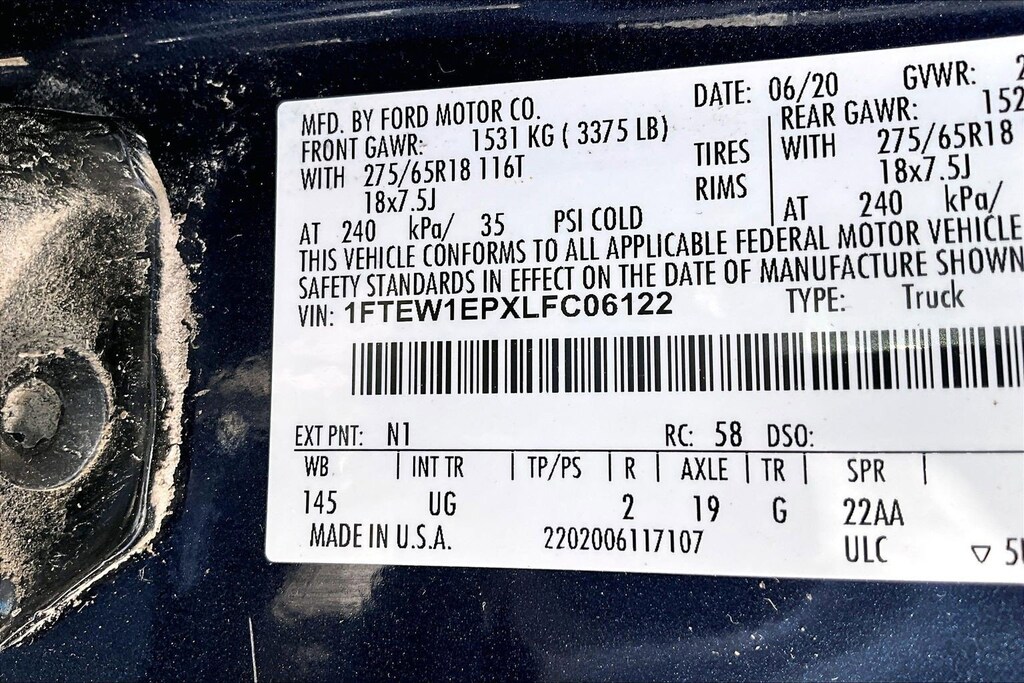 MFD. BY FORD MOTOR CO. DATE: 06/20 GVWR:
FRONT GAWR: 1531 KG ( 3375 LB) REAR GAWR: 152
WITH 275/65R18 116T TIRES WITH 275/65R18
18x7.5J RIMS 18x7.5J
AT 240 kPa/ 35 PSI COLD AT 240 kPa/
THIS VEHICLE CONFORMS TO ALL APPLICABLE FEDERAL MOTOR VEHICLE
SAFETY STANDARDS IN EFFECT ON THE DATE OF MANUFACTURE SHOWN
VIN: 1FTEW1EPXLFC06122 TYPE: Truck
EXT PNT: N1 RC: 58 DSO:
WB INT TR TP/PS R AXLE TR SPR
145 UG 2 19 G 22AA
MADE IN U.S.A. 2202006117107 ULC